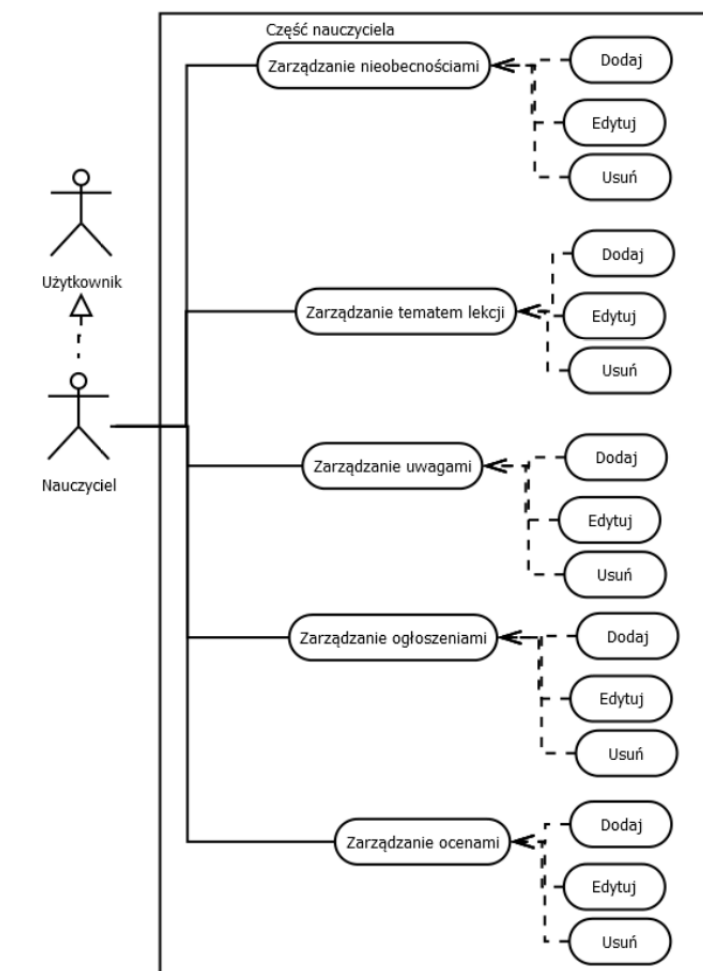 Część nauczyciela
Zarządzanie nieobecnościami
Dodaj
Edytuj
Usuń
Użytkownik
Nauczyciel
Zarządzanie tematem lekcji
Dodaj
Edytuj
Usuń
Zarządzanie uwagami
Dodaj
Edytuj
Usuń
Zarządzanie ogłoszeniami
Dodaj
Edytuj
Usuń
Zarządzanie ocenami
Dodaj
Edytuj
Usuń